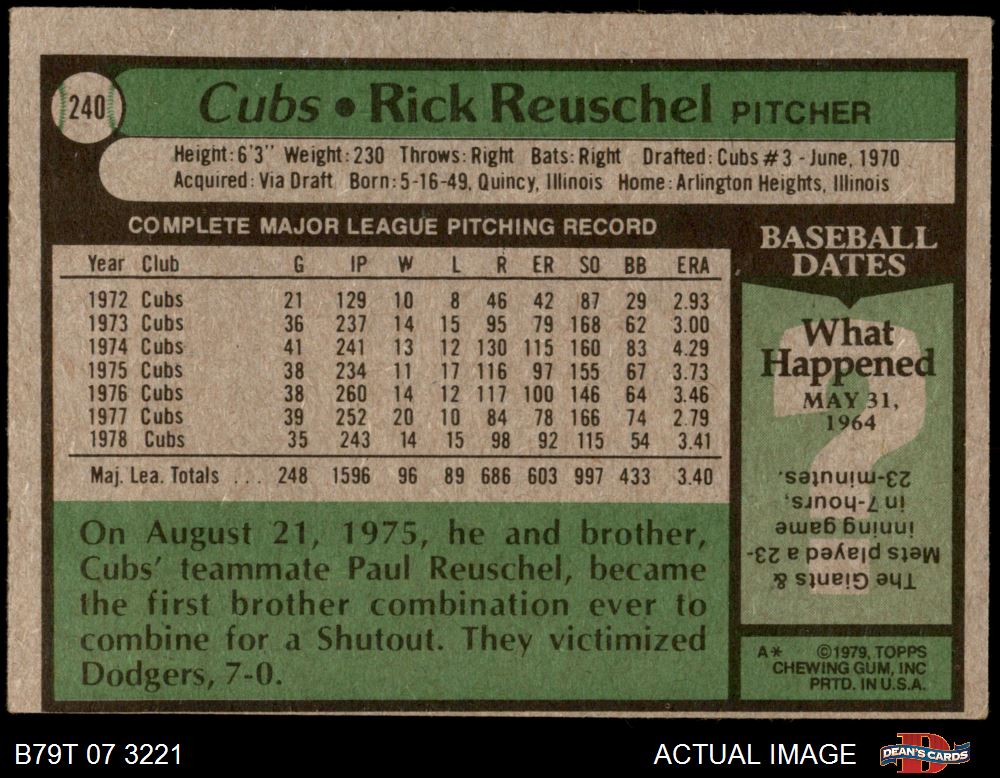 240
Cubs • Rick Reuschel PITCHER
Height: 6'3" Weight: 230 Throws: Right Bats: Right Drafted: Cubs #3 - June, 1970
Acquired: Via Draft Born: 5-16-49, Quincy, Illinois Home: Arlington Heights, Illinois
COMPLETE MAJOR LEAGUE PITCHING RECORD
Year Club G IP W L R ER SO BB ERA
1972 Cubs 21 129 10 8 46 42 87 29 2.93
1973 Cubs 36 237 14 15 95 79 168 62 3.00
1974 Cubs 41 241 13 12 130 115 160 83 4.29
1975 Cubs 38 234 11 17 116 97 155 67 3.73
1976 Cubs 38 260 14 12 117 100 146 64 3.46
1977 Cubs 39 252 20 10 84 78 166 74 2.79
1978 Cubs 35 243 14 15 98 92 115 54 3.41
Maj. Lea. Totals ... 248 1596 96 89 686 603 997 433 3.40
On August 21, 1975, he and brother,
Cubs' teammate Paul Reuschel, became
the first brother combination ever to
combine for a Shutout. They victimized
Dodgers, 7-0.
BASEBALL
DATES
What
Happened
MAY 31,
1964
?
The Giants &
Mets played a 23-
inning game
in 7-hours,
23-minutes.
A* ©1979, TOPPS
CHEWING GUM, INC
PRTD. IN U.S.A.
B79T 07 3221
ACTUAL IMAGE
DEAN'S CARDS